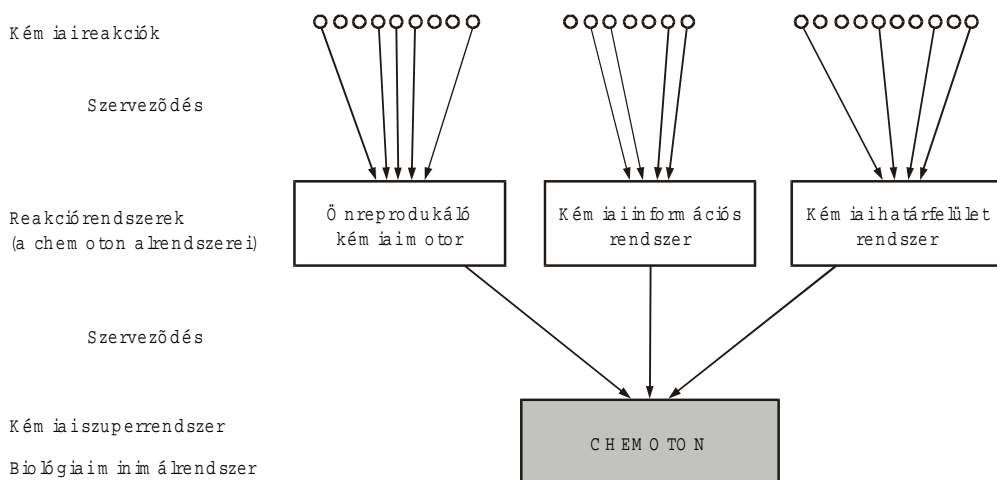 Kémiai reakciók
Szerveződés
Reakciórendszerek
(a chemoton alrendszerei)
Önreprodukáló
kémiai motor
Kémiai információs
rendszer
Kémiai határfelület
rendszer
Szerveződés
Kémiai szuperrendszer
CHEMOTON
Biológiai minimálrendszer